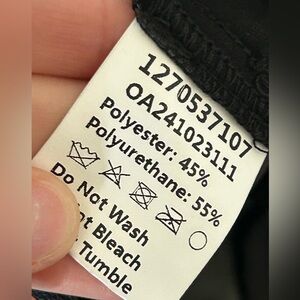 1270537107
OA241023111
Polyester: 45%
Polyurethane: 55%
Do Not Wash
Bleach
Tumble